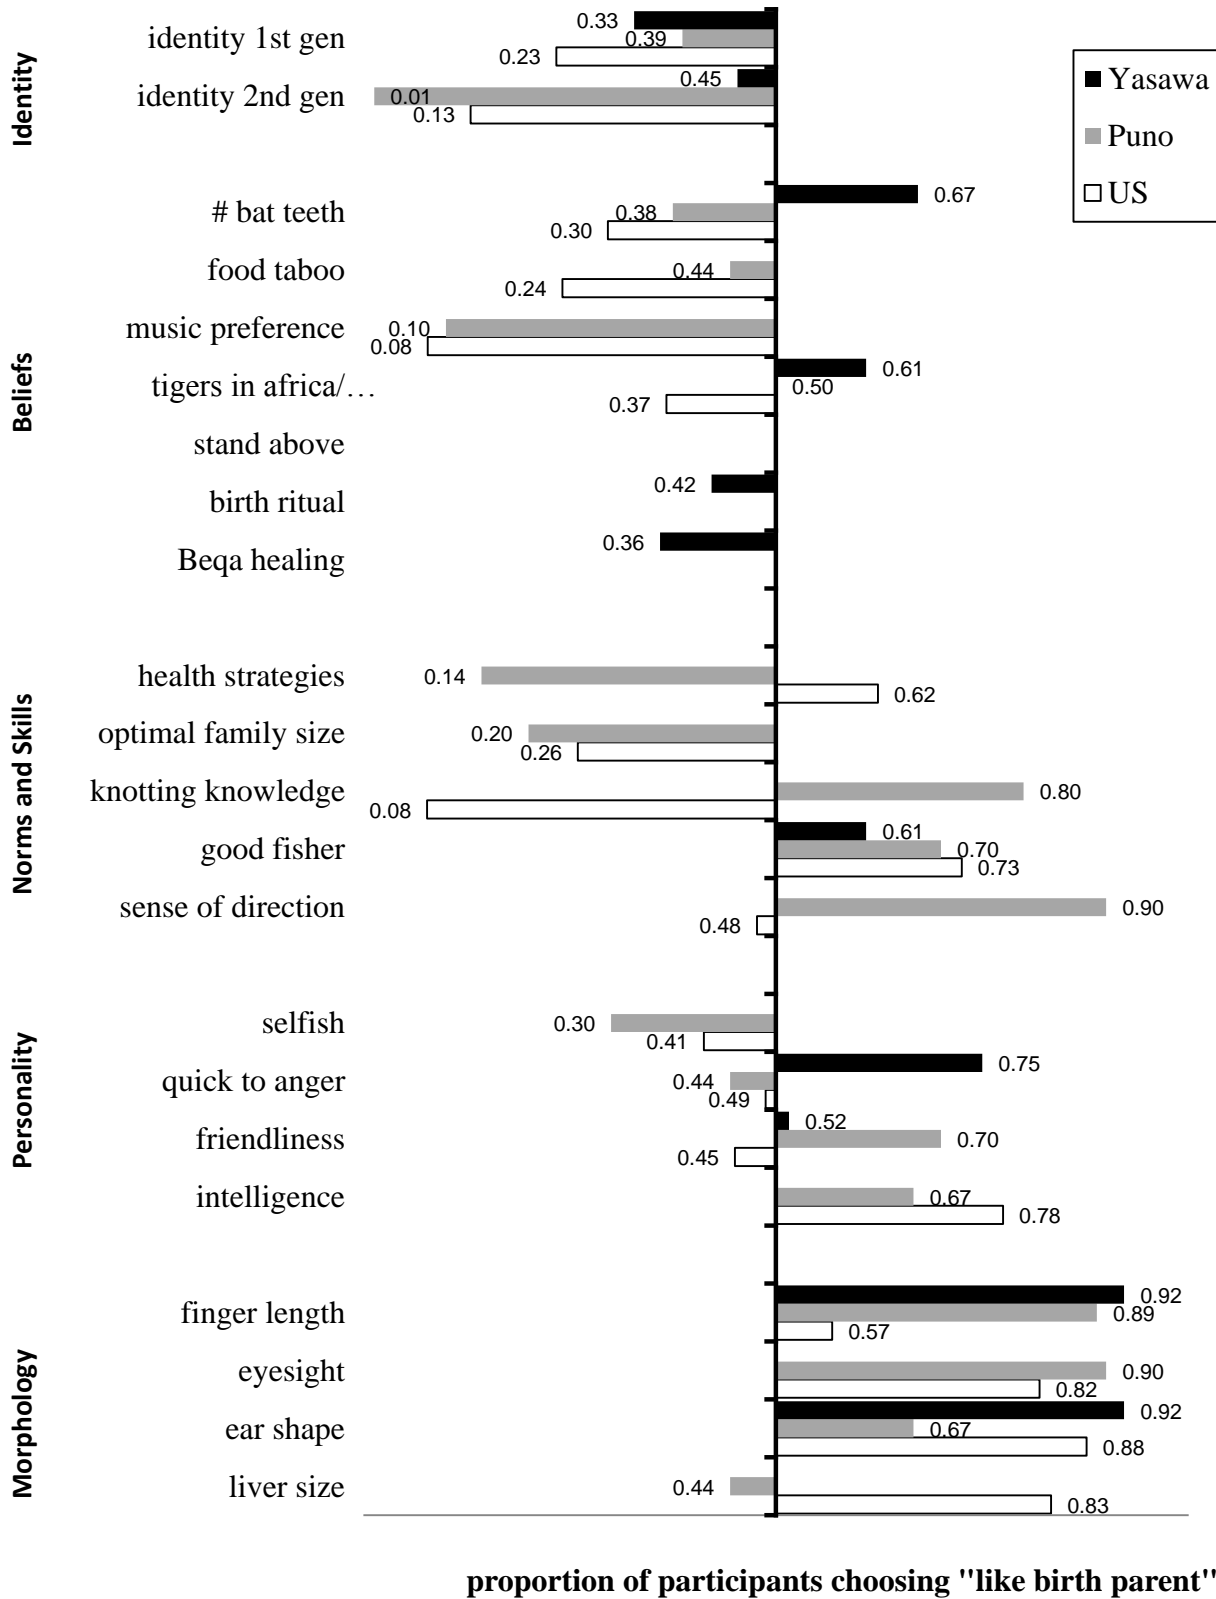 Identity
identity 1st gen
0.33
0.39
0.23
identity 2nd gen
0.45
0.01
0.13
Yasawa
Puno
US
Beliefs
# bat teeth
0.67
0.38
0.30
food taboo
0.44
0.24
music preference
0.10
0.08
tigers in africa/…
0.61
0.50
0.37
stand above
birth ritual
0.42
Beqa healing
0.36
Norms and Skills
health strategies
0.14
0.62
optimal family size
0.20
0.26
knotting knowledge
0.80
0.08
good fisher
0.61
0.70
0.73
sense of direction
0.90
0.48
Personality
selfish
0.30
0.41
quick to anger
0.75
0.44
0.49
friendliness
0.52
0.70
0.45
intelligence
0.67
0.78
Morphology
finger length
0.92
0.89
0.57
eyesight
0.90
0.82
ear shape
0.92
0.67
0.88
liver size
0.44
0.83
proportion of participants choosing "like birth parent"